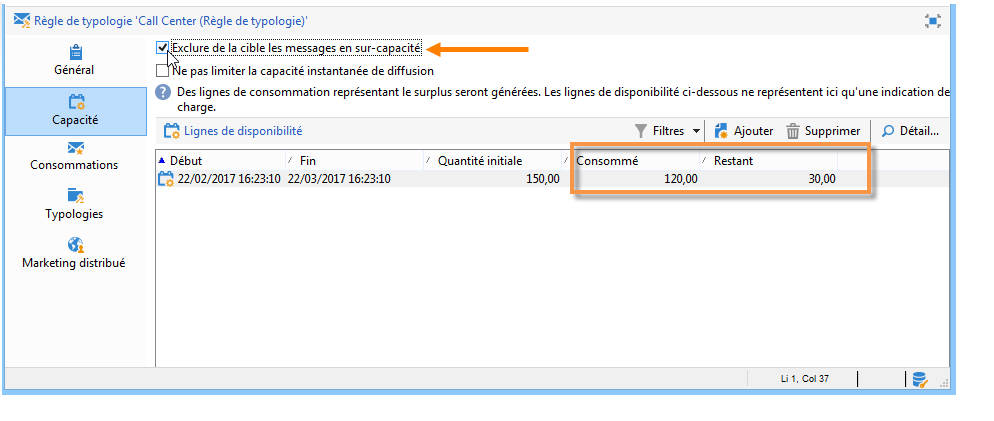 Règle de typologie 'Call Center (Règle de typologie)'
Exclure de la cible les messages en sur-capacité
Ne pas limiter la capacité instantanée de diffusion
Des lignes de consommation représentant le surplus seront générées. Les lignes de disponibilité ci-dessous ne représentent ici qu'une indication de
charge.
Général
Capacité
Consommations
Typologies
Marketing distribué
Lignes de disponibilité Filtres Ajouter Supprimer Détail...
Début Fin Quantité initiale Consommé Restant
22/02/2017 16:23:10 22/03/2017 16:23:10 150,00 120,00 30,00
Li 1, Col 37